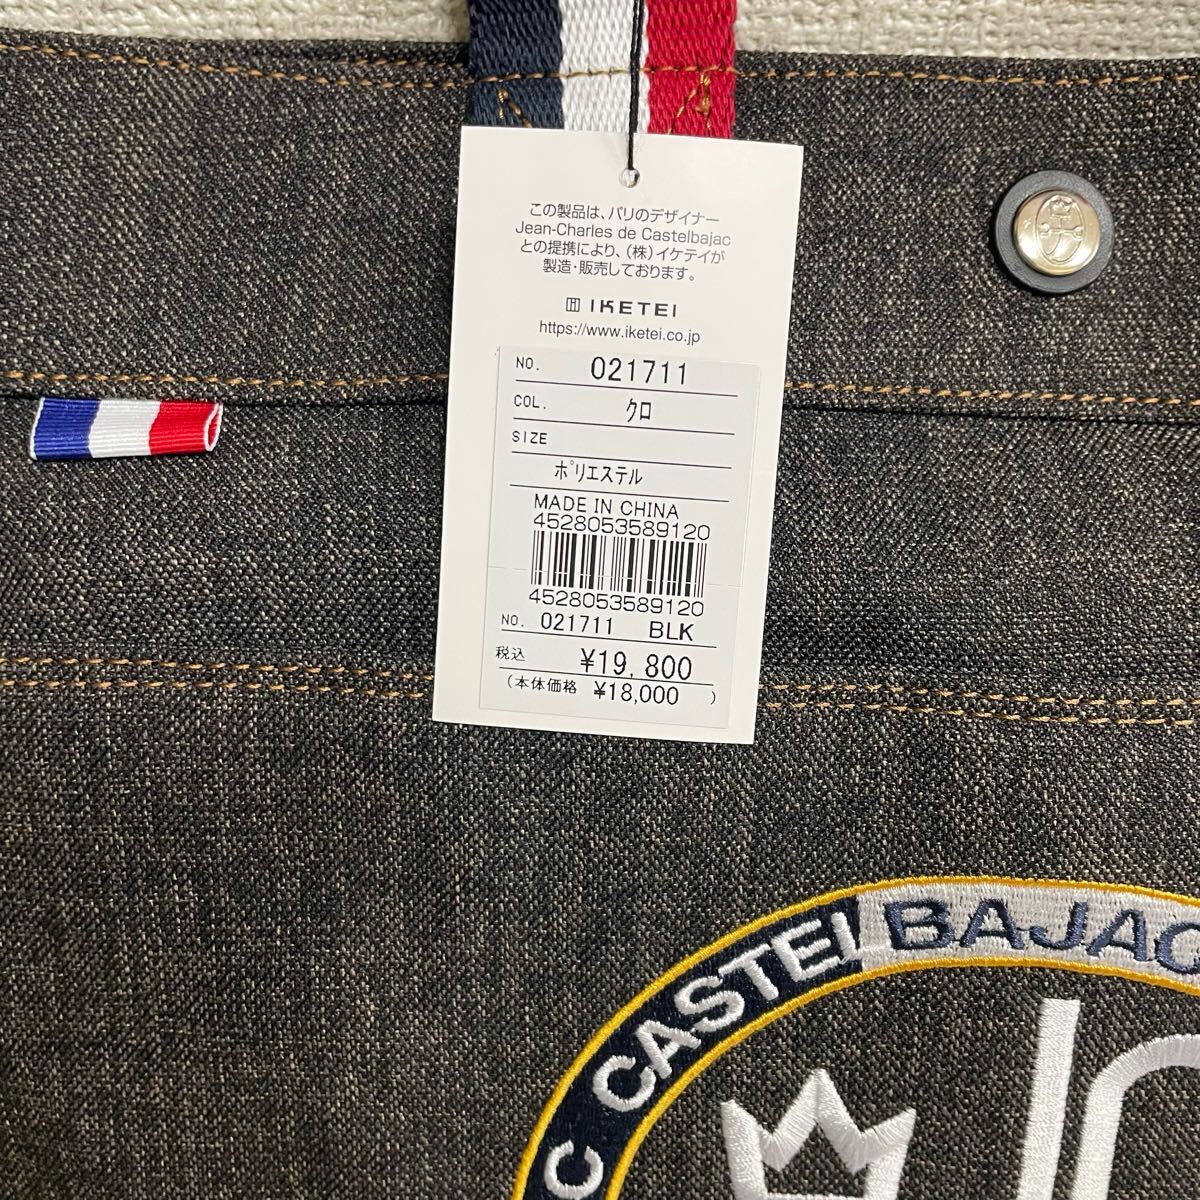 この製品は、パリのデザイナー
Jean-Charles de Castelbajac
との提携により、(株)イケテイが
製造・販売しております。
IKETEI
https://www.iketei.co.jp
NO. 021711
COL. クロ
SIZE
ポリエステル
MADE IN CHINA
4528053589120
4528053589120
NO. 021711 BLK
税込 ¥19,800
(本体価格 ¥18,000 )
C CASTELBAJAC